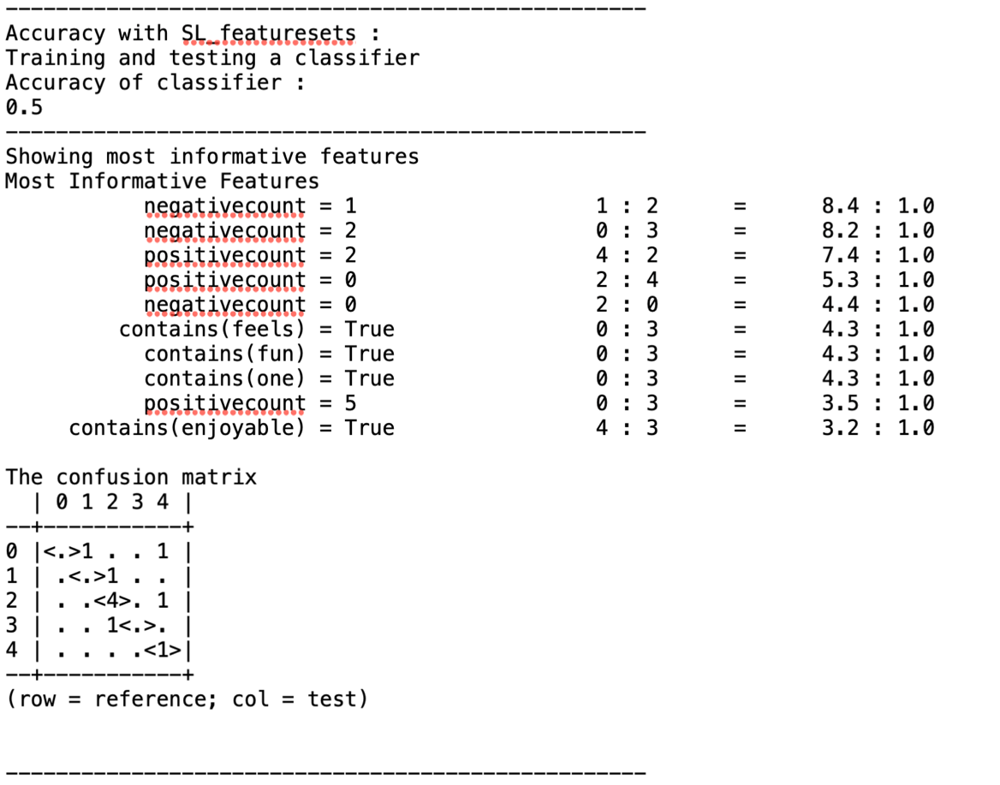 ----------------------------------------------------
Accuracy with SL_featuresets :
Training and testing a classifier
Accuracy of classifier :
0.5
----------------------------------------------------
Showing most informative features
Most Informative Features
           negativecount = 1                   1 : 2      =      8.4 : 1.0
           negativecount = 2                   0 : 3      =      8.2 : 1.0
           positivecount = 2                   4 : 2      =      7.4 : 1.0
           positivecount = 0                   2 : 4      =      5.3 : 1.0
           negativecount = 0                   2 : 0      =      4.4 : 1.0
         contains(feels) = True                0 : 3      =      4.3 : 1.0
           contains(fun) = True                0 : 3      =      4.3 : 1.0
           contains(one) = True                0 : 3      =      4.3 : 1.0
           positivecount = 5                   0 : 3      =      3.5 : 1.0
     contains(enjoyable) = True                4 : 3      =      3.2 : 1.0
The confusion matrix
  | 0 1 2 3 4 |
--+-----------+
0 |<.>1 . . 1 |
1 | .<.>1 . . |
2 | . .<4>. 1 |
3 | . . 1<.>. |
4 | . . . .<1>|
--+-----------+
(row = reference; col = test)
----------------------------------------------------